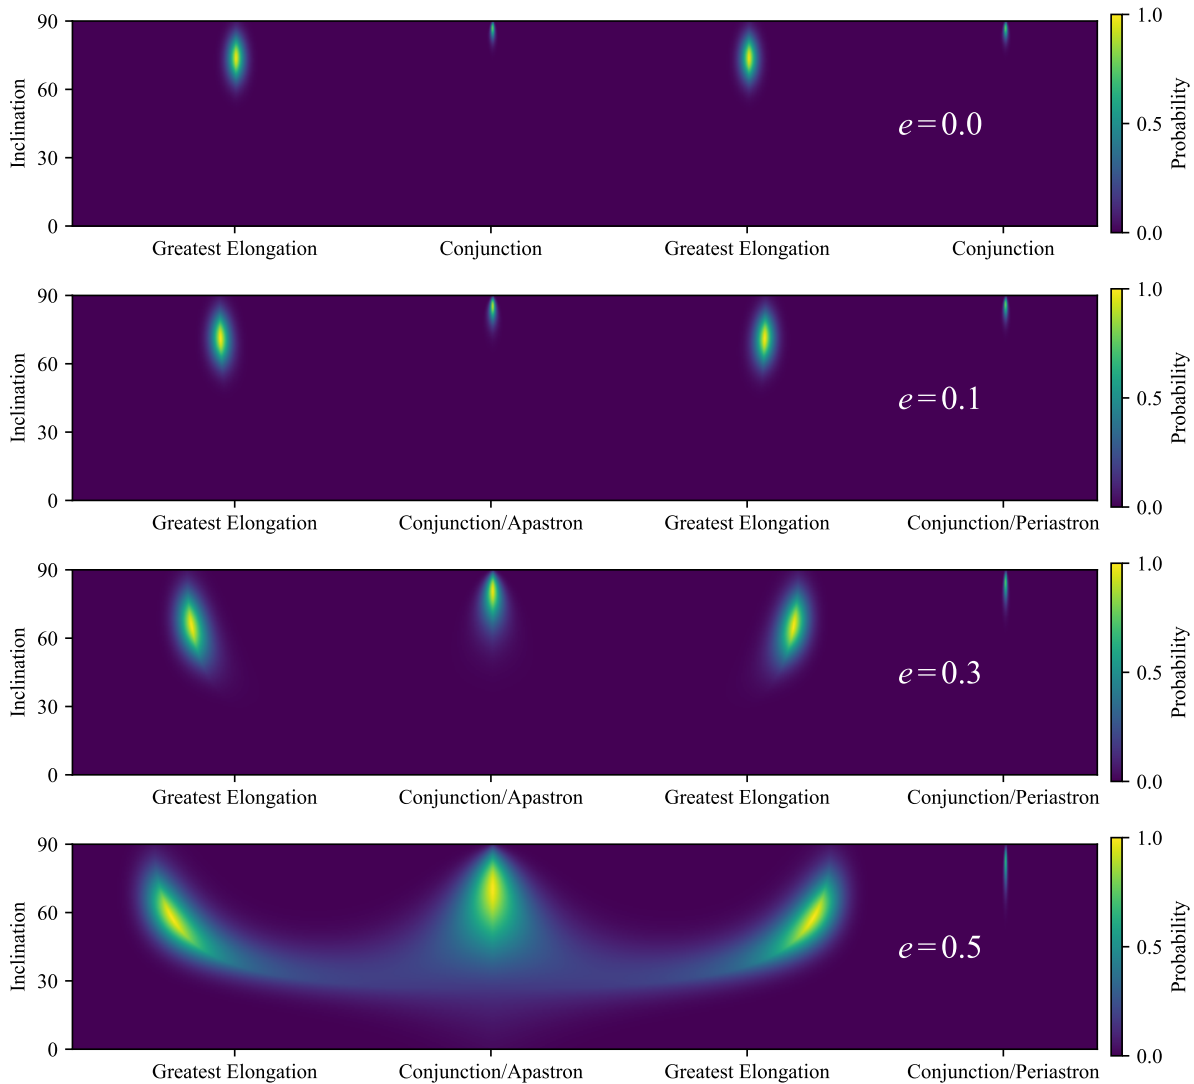 90
60
30
0
Inclination
e=0.0
Greatest Elongation
Conjunction
Greatest Elongation
Conjunction
1.0
0.5
0.0
Probability
90
60
30
0
Inclination
e=0.1
Greatest Elongation
Conjunction/Apastron
Greatest Elongation
Conjunction/Periastron
1.0
0.5
0.0
Probability
90
60
30
0
Inclination
e=0.3
Greatest Elongation
Conjunction/Apastron
Greatest Elongation
Conjunction/Periastron
1.0
0.5
0.0
Probability
90
60
30
0
Inclination
e=0.5
Greatest Elongation
Conjunction/Apastron
Greatest Elongation
Conjunction/Periastron
1.0
0.5
0.0
Probability